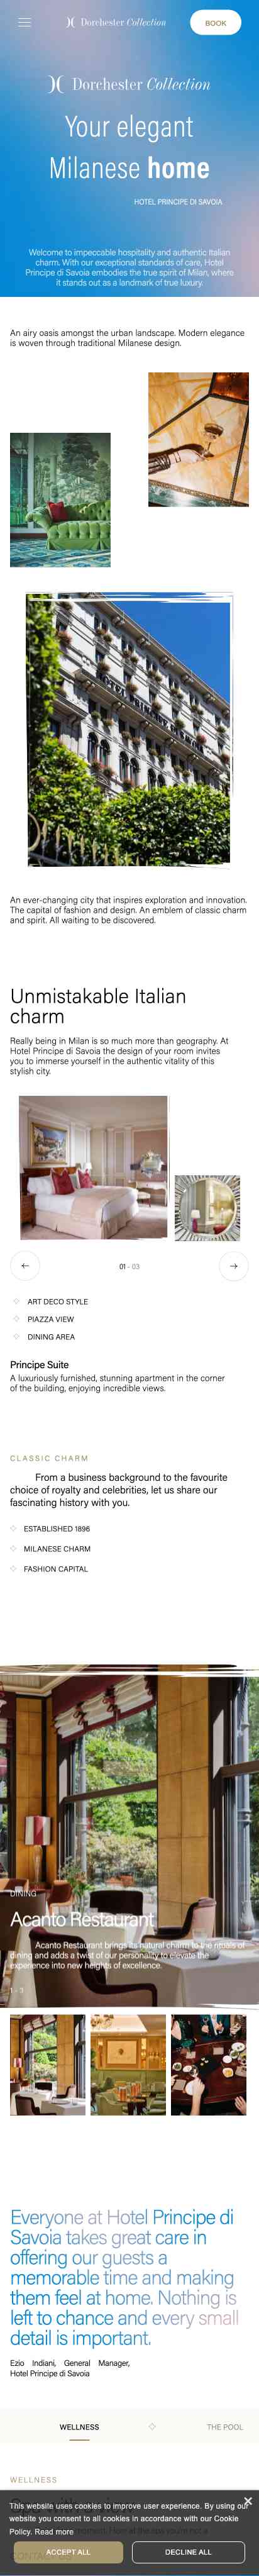 Dorchester Collection
BOOK
Dorchester Collection
Your elegant
Milanese home
HOTEL PRINCIPE DI SAVOIA
Welcome to impeccable hospitality and authentic Italian
charm. With our exceptional standards of care, Hotel
Principe di Savoia embodies the true spirit of Milan, where
it stands out as a landmark of true luxury.
An airy oasis amongst the urban landscape. Modern elegance
is woven through traditional Milanese design.
An ever-changing city that inspires exploration and innovation.
The capital of fashion and design. An emblem of classic charm
and spirit. All waiting to be discovered.
Unmistakable Italian
charm
Really being in Milan is so much more than geography. At
Hotel Principe di Savoia the design of your room invites
you to immerse yourself in the authentic vitality of this
stylish city.
01 - 03
ART DECO STYLE
PIAZZA VIEW
DINING AREA
Principe Suite
A luxuriously furnished, stunning apartment in the corner
of the building, enjoying incredible views.
CLASSIC CHARM
From a business background to the favourite
choice of royalty and celebrities, let us share our
fascinating history with you.
ESTABLISHED 1896
MILANESE CHARM
FASHION CAPITAL
DINING
Acanto Restaurant
Acanto Restaurant brings its natural charm to the rituals of
dining and adds a twist of our personality to elevate the
experience into new heights of excellence.
1 - 3
Everyone at Hotel Principe di
Savoia takes great care in
offering our guests a
memorable time and making
them feel at home. Nothing is
left to chance and every small
detail is important.
Ezio Indiani, General Manager,
Hotel Principe di Savoia
WELLNESS
THE POOL
WELLNESS
This website uses cookies to improve user experience. By using our
website you consent to all cookies in accordance with our Cookie
Policy. Read more
ACCEPT ALL
DECLINE ALL